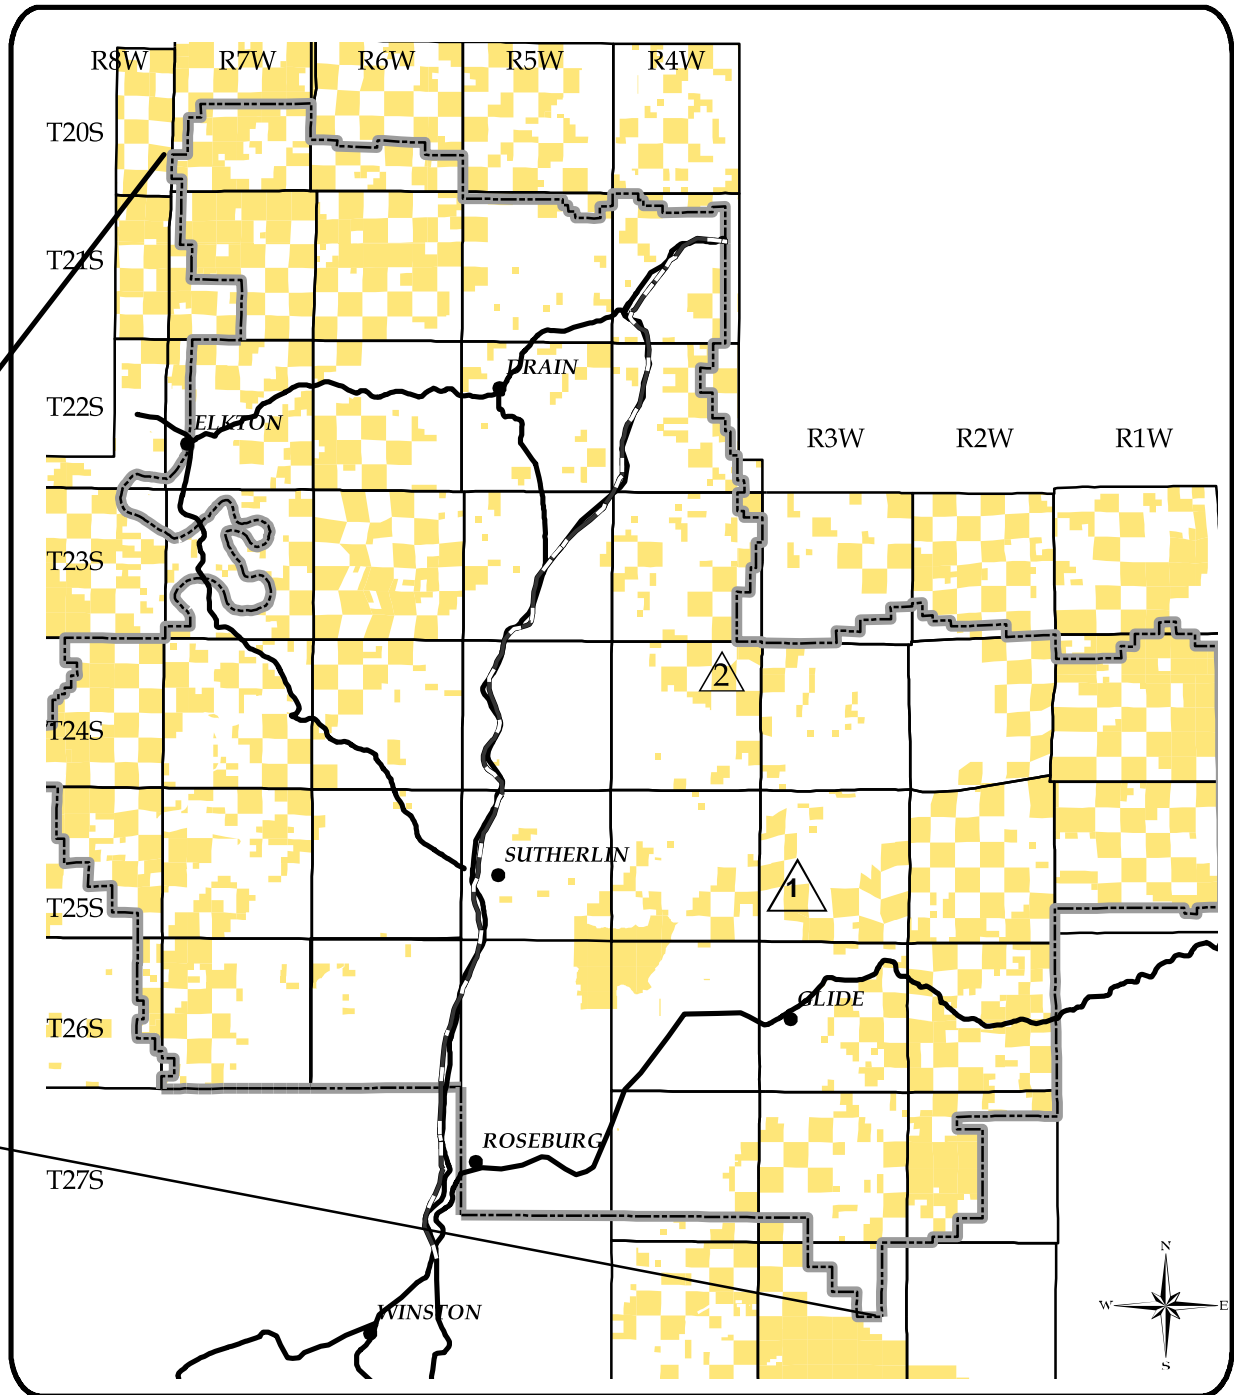 R8W R7W R6W R5W R4W
T20S
T21S
DRAIN
T22S
ELKTON
R3W R2W R1W
T23S
2
T24S
SUTHERLIN
1
T25S
GLIDE
T26S
ROSEBURG
T27S
N
W E
S
WINSTON